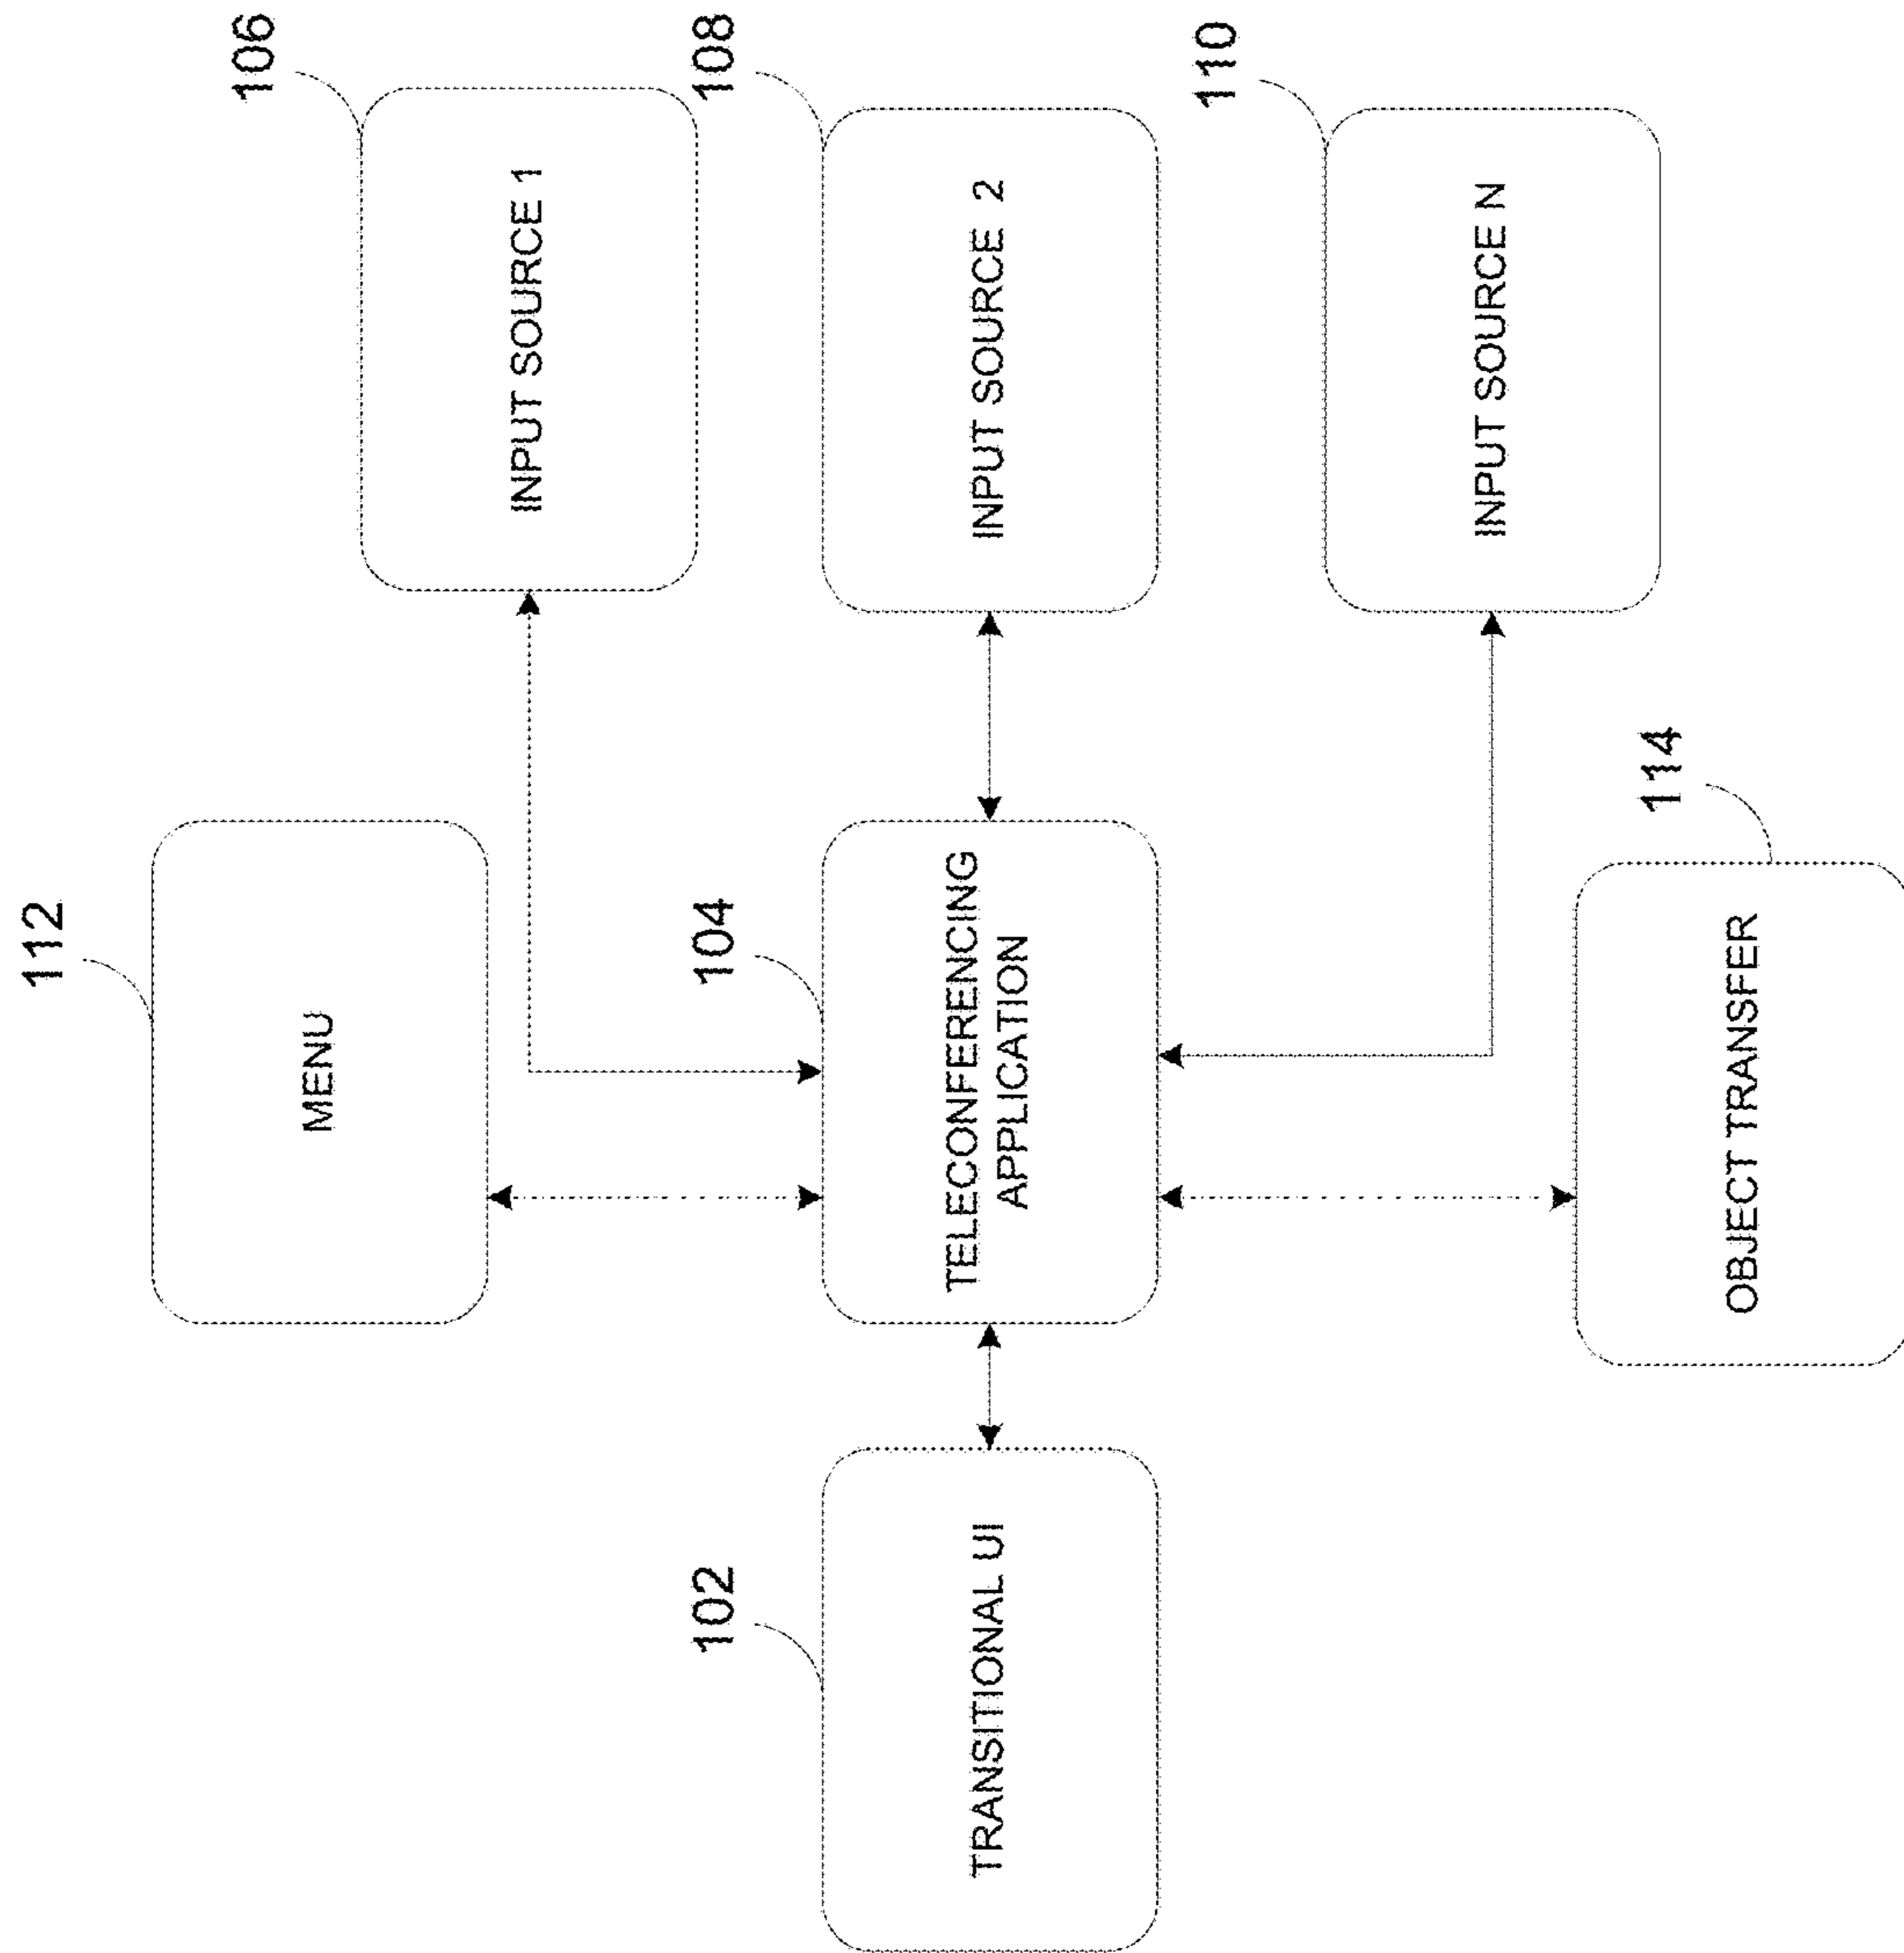 112
MENU
106
INPUT SOURCE 1
102
TRANSITIONAL UI
104
TELECONFERENCING
APPLICATION
108
INPUT SOURCE 2
110
INPUT SOURCE N
114
OBJECT TRANSFER